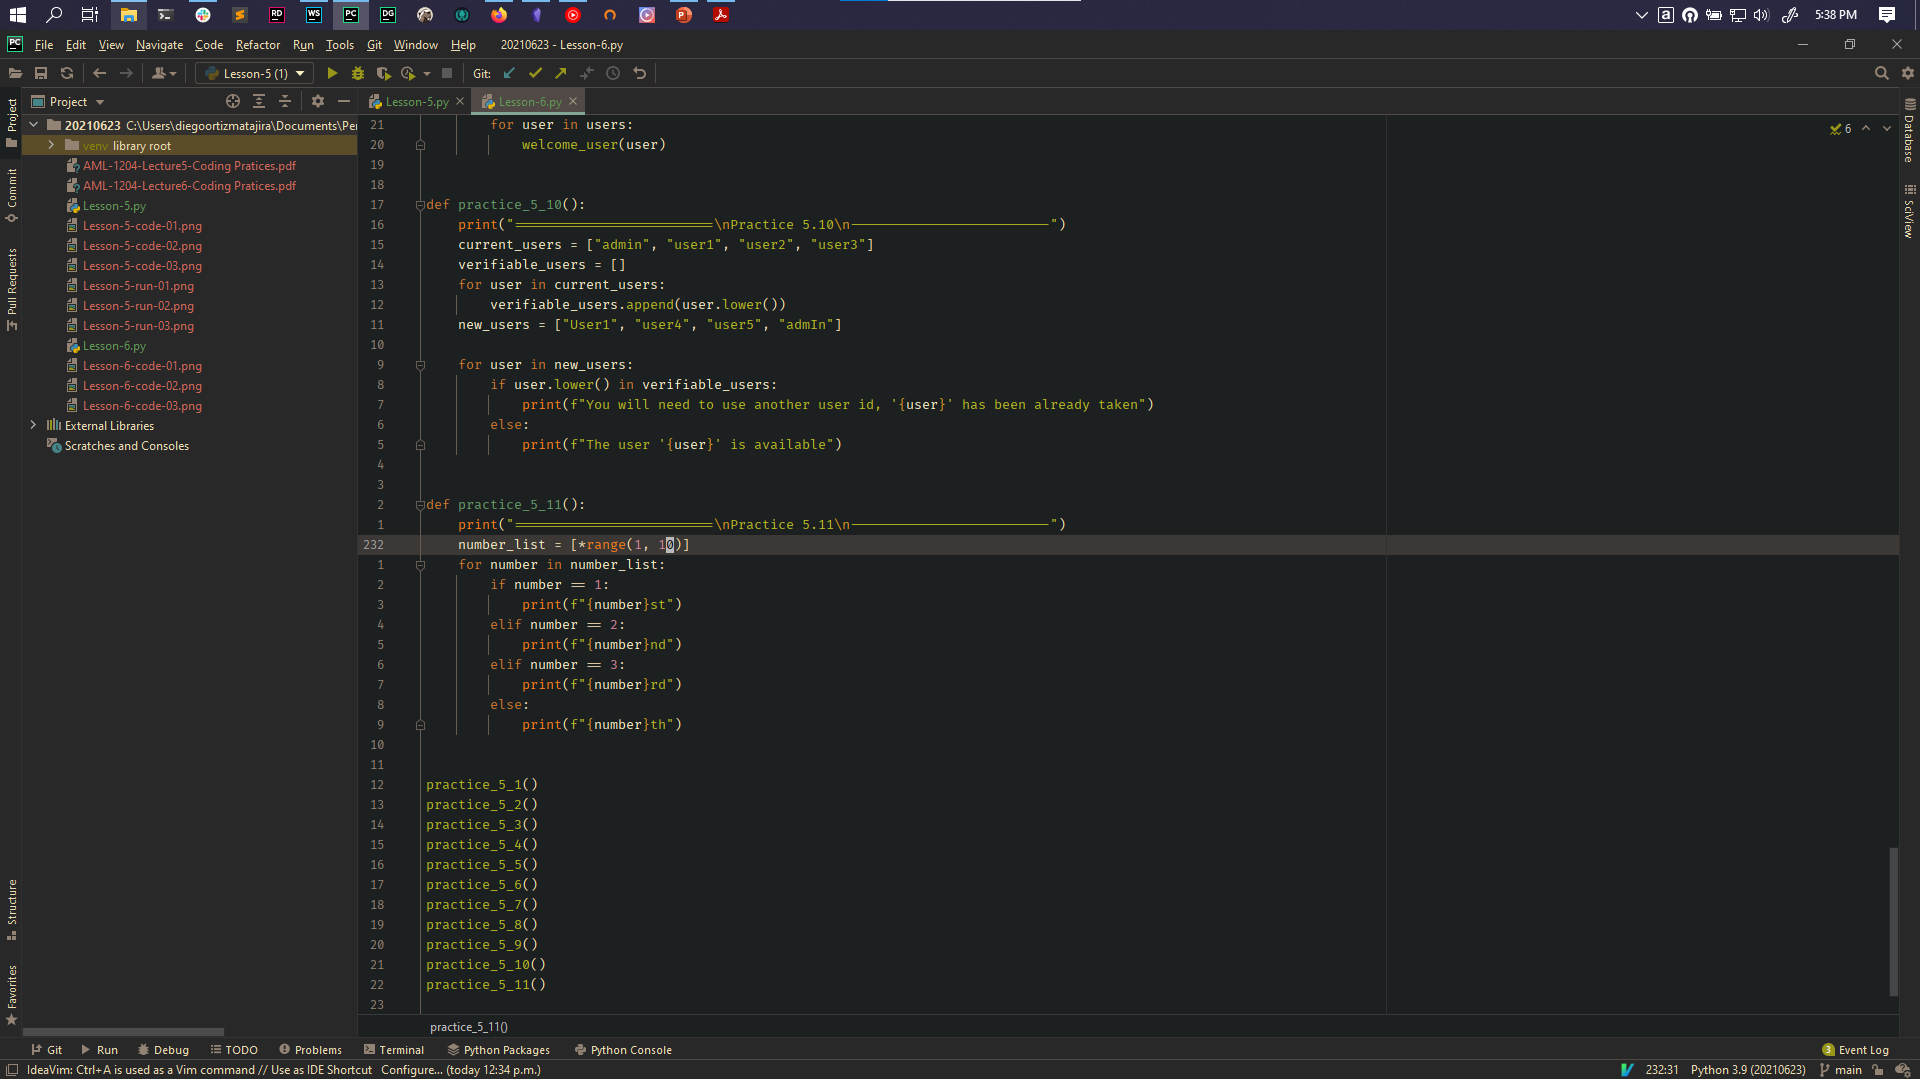 RD
WS
PC
DG
a
5:38 PM
PC File Edit View Navigate Code Refactor Run Tools Git Window Help 20210623 - Lesson-6.py
Lesson-5 (1) Git:
Project
Lesson-5.py
Lesson-6.py
Project
Commit
Pull Requests
Structure
Favorites
Database
SciView
20210623 C:\Users\diegoortizmatajira\Documents\Per
venv library root
AML-1204-Lecture5-Coding Pratices.pdf
AML-1204-Lecture6-Coding Pratices.pdf
Lesson-5.py
Lesson-5-code-01.png
Lesson-5-code-02.png
Lesson-5-code-03.png
Lesson-5-run-01.png
Lesson-5-run-02.png
Lesson-5-run-03.png
Lesson-6.py
Lesson-6-code-01.png
Lesson-6-code-02.png
Lesson-6-code-03.png
External Libraries
Scratches and Consoles
6
21 for user in users:
20 welcome_user(user)
19
18
17 def practice_5_10():
16 print("=========================\nPractice 5.10\n-------------------------")
15 current_users = ["admin", "user1", "user2", "user3"]
14 verifiable_users = []
13 for user in current_users:
12 verifiable_users.append(user.lower())
11 new_users = ["User1", "user4", "user5", "admIn"]
10
9 for user in new_users:
8 if user.lower() in verifiable_users:
7 print(f"You will need to use another user id, '{user}' has been already taken")
6 else:
5 print(f"The user '{user}' is available")
4
3
2 def practice_5_11():
1 print("=========================\nPractice 5.11\n-------------------------")
232 number_list = [*range(1, 10)]
1 for number in number_list:
2 if number == 1:
3 print(f"{number}st")
4 elif number == 2:
5 print(f"{number}nd")
6 elif number == 3:
7 print(f"{number}rd")
8 else:
9 print(f"{number}th")
10
11
12 practice_5_1()
13 practice_5_2()
14 practice_5_3()
15 practice_5_4()
16 practice_5_5()
17 practice_5_6()
18 practice_5_7()
19 practice_5_8()
20 practice_5_9()
21 practice_5_10()
22 practice_5_11()
23
practice_5_11()
Git Run Debug TODO Problems Terminal Python Packages Python Console 3 Event Log
IdeaVim: Ctrl+A is used as a Vim command // Use as IDE Shortcut Configure... (today 12:34 p.m.) 232:31 Python 3.9 (20210623) main